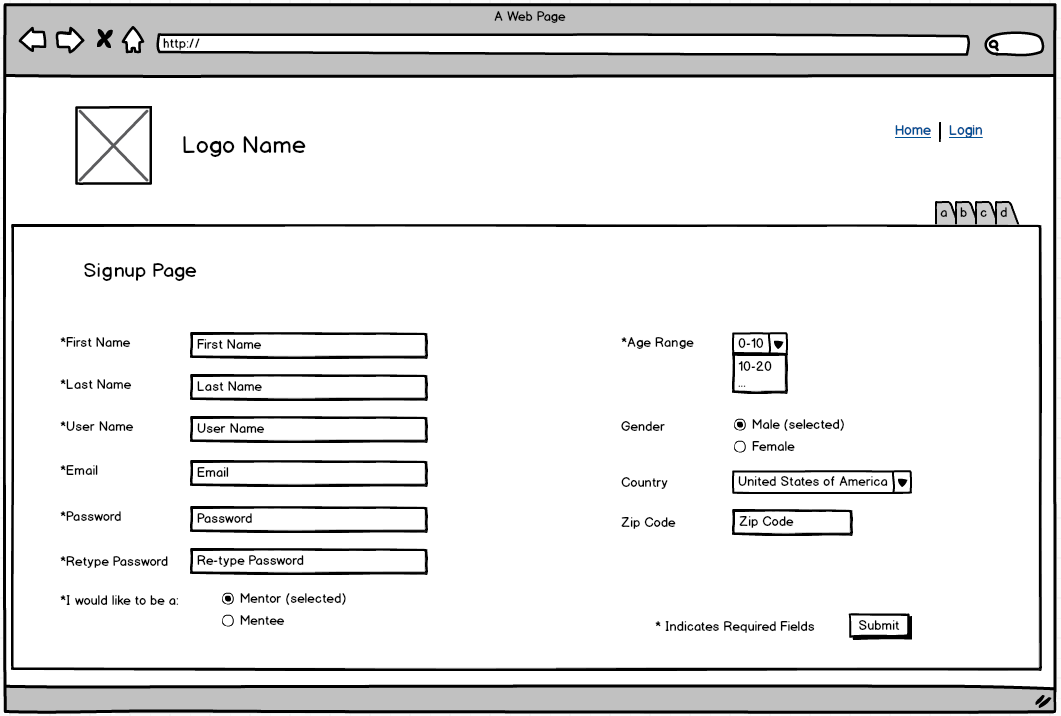 A Web Page
http://
Logo Name
Home
Login
a b c d
Signup Page
*First Name
First Name
*Last Name
Last Name
*User Name
User Name
*Email
Email
*Password
Password
*Retype Password
Re-type Password
*I would like to be a:
Mentor (selected)
Mentee
*Age Range
0-10
10-20
...
Gender
Male (selected)
Female
Country
United States of America
Zip Code
Zip Code
* Indicates Required Fields
Submit